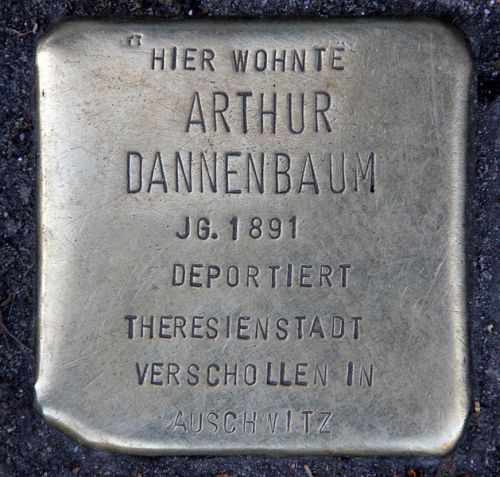 HIER WOHNTE
ARTHUR
DANNENBAUM
JG. 1891
DEPORTIERT
THERESIENSTADT
VERSCHOLLEN IN
AUSCHWITZ